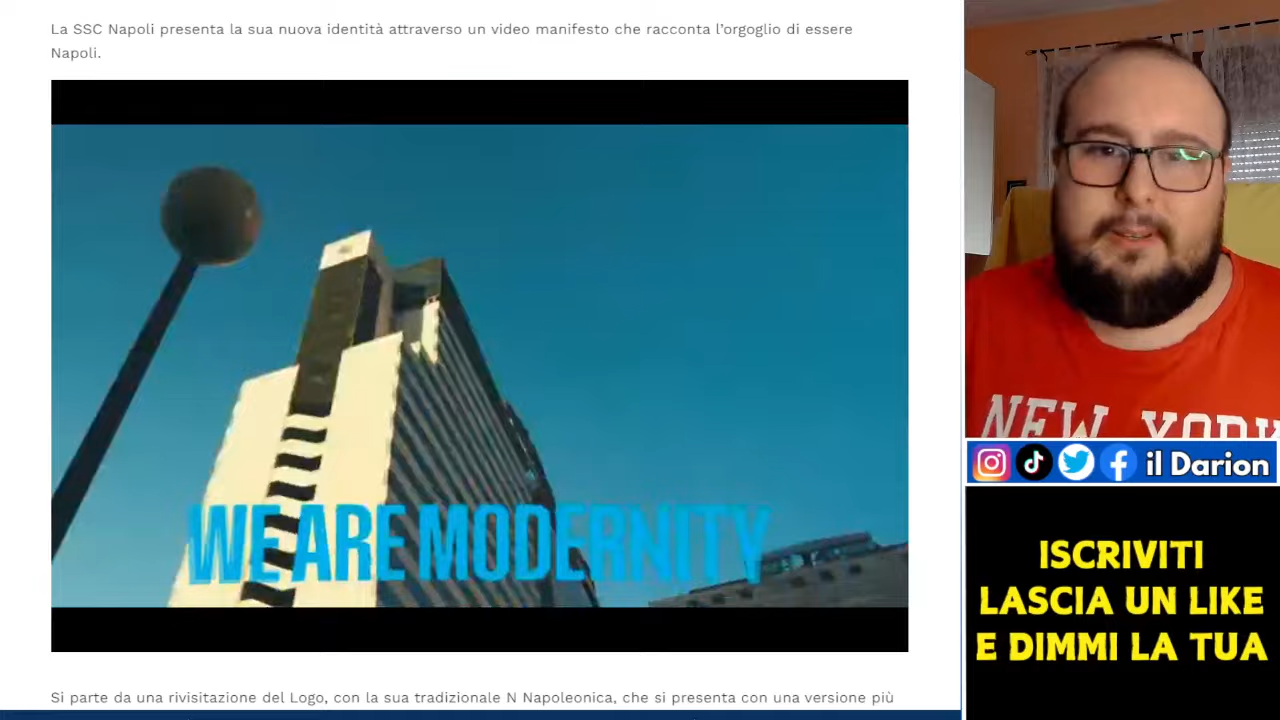 La SSC Napoli presenta la sua nuova identità attraverso un video manifesto che racconta l’orgoglio di essere
Napoli.
WE ARE MODERNITY
Si parte da una rivisitazione del Logo, con la sua tradizionale N Napoleonica, che si presenta con una versione più
NEW YORK
il Darion
ISCRIVITI
LASCIA UN LIKE
E DIMMI LA TUA